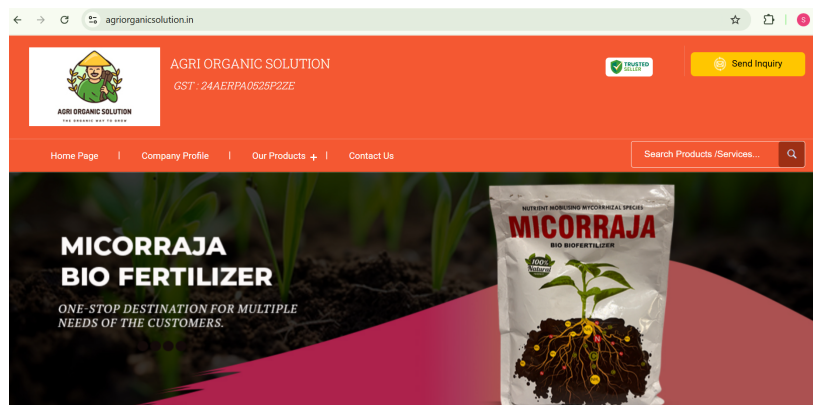 agriorganicsolution.in
S
AGRI ORGANIC SOLUTION
THE ORGANIC WAY TO GROW
AGRI ORGANIC SOLUTION
GST : 24AERPA0525P2ZE
TRUSTED
SELLER
Send Inquiry
Home Page | Company Profile | Our Products + | Contact Us
Search Products /Services...
MICORRAJA
BIO FERTILIZER
ONE-STOP DESTINATION FOR MULTIPLE
NEEDS OF THE CUSTOMERS.
NUTRIENT MOBILISING MYCORRHIZAL SPECIES
MICORRAJA
BIO BIOFERTILIZER
100%
Natural
N